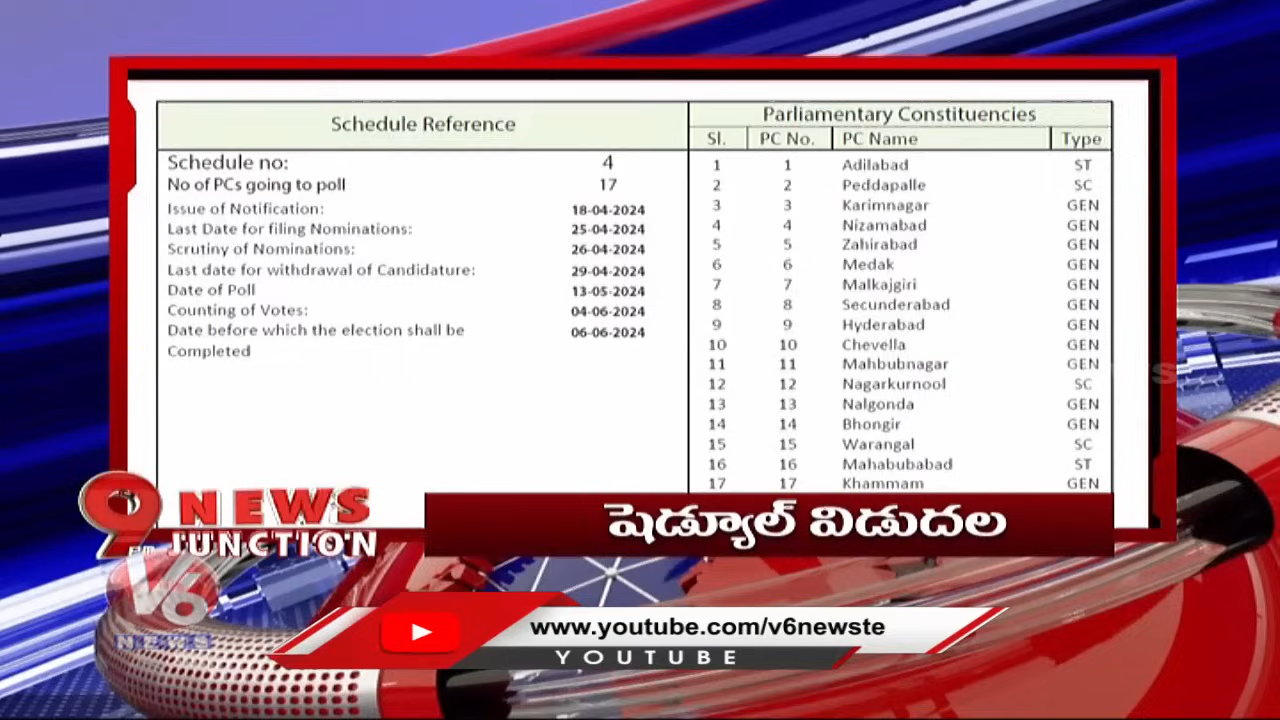 Schedule Reference
Schedule no: 4
No of PCs going to poll 17
Issue of Notification: 18-04-2024
Last Date for filing Nominations: 25-04-2024
Scrutiny of Nominations: 26-04-2024
Last date for withdrawal of Candidature: 29-04-2024
Date of Poll 13-05-2024
Counting of Votes: 04-06-2024
Date before which the election shall be 06-06-2024
Completed
Parliamentary Constituencies
Sl. PC No. PC Name Type
1 1 Adilabad ST
2 2 Peddapalle SC
3 3 Karimnagar GEN
4 4 Nizamabad GEN
5 5 Zahirabad GEN
6 6 Medak GEN
7 7 Malkajgiri GEN
8 8 Secunderabad GEN
9 9 Hyderabad GEN
10 10 Chevella GEN
11 11 Mahbubnagar GEN
12 12 Nagarkurnool SC
13 13 Nalgonda GEN
14 14 Bhongir GEN
15 15 Warangal SC
16 16 Mahabubabad ST
17 17 Khammam GEN
9 NEWS
JUNCTION
షెడ్యూల్ విడుదల
V6
NEWS
www.youtube.com/v6newste
YOUTUBE